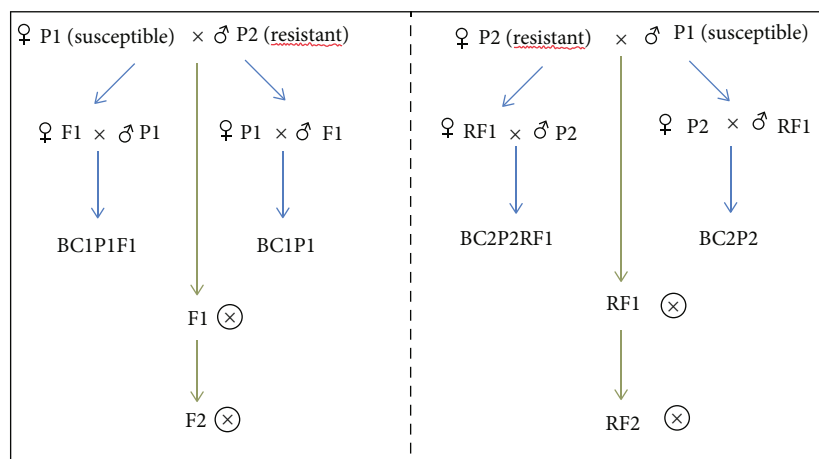 ♀ P1 (susceptible) × ♂ P2 (resistant)
♀ F1 × ♂ P1
♀ P1 × ♂ F1
BC1P1F1
BC1P1
F1 ⊗
F2 ⊗
♀ P2 (resistant) × ♂ P1 (susceptible)
♀ RF1 × ♂ P2
♀ P2 × ♂ RF1
BC2P2RF1
BC2P2
RF1 ⊗
RF2 ⊗